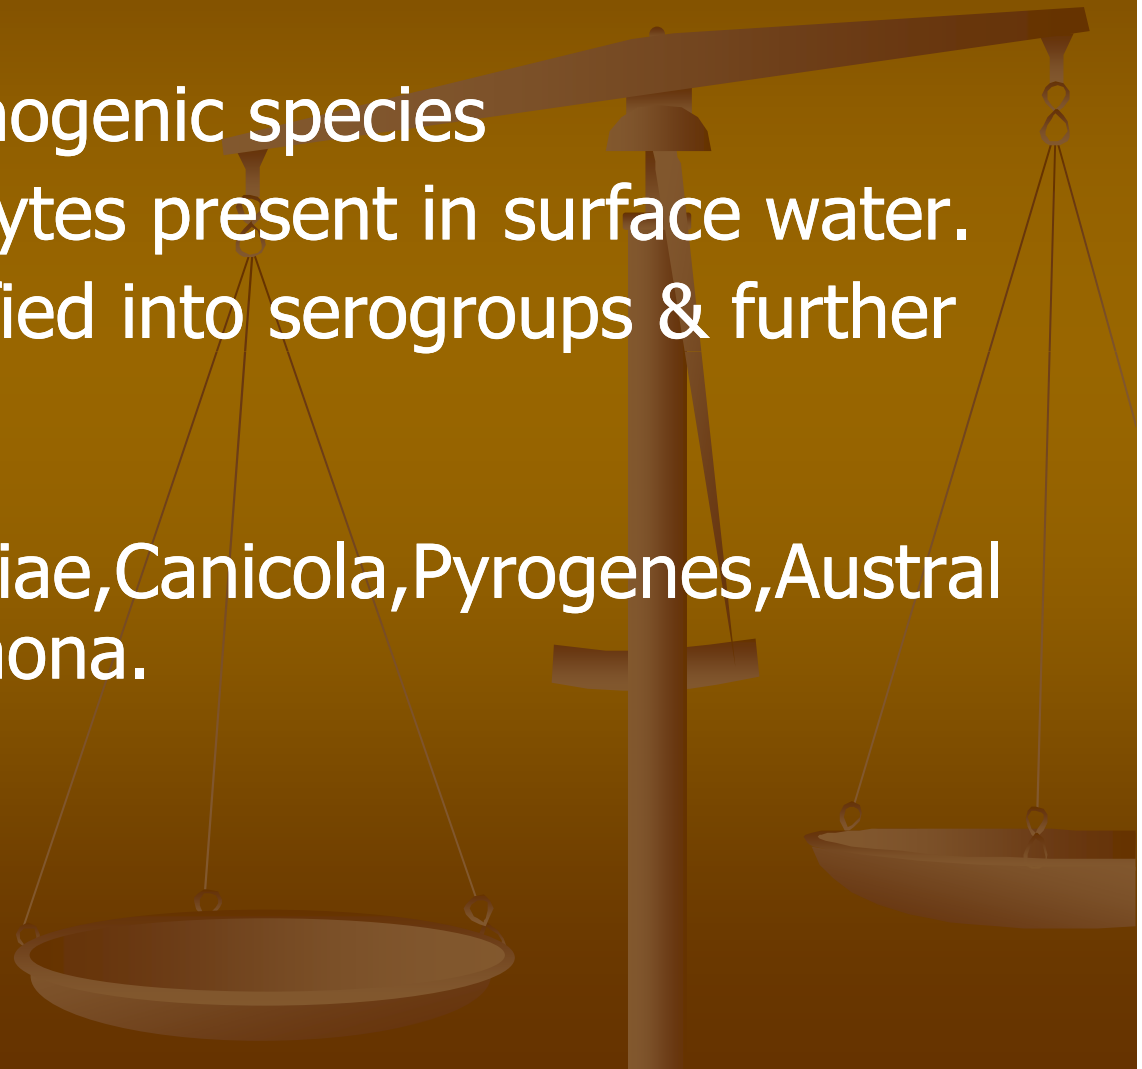 nogenic species
ytes present in surface water.
fied into serogroups & further
iae,Canicola,Pyrogenes,Austral
nona.